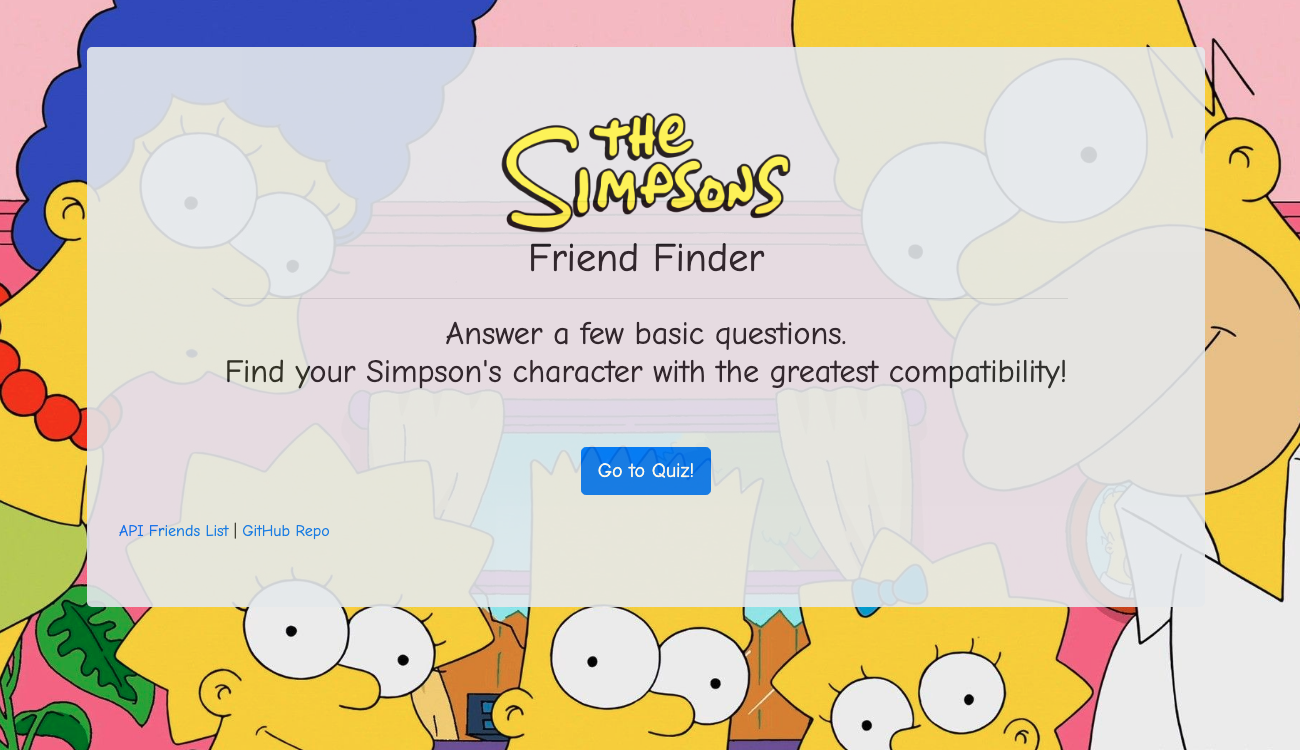 THE
SIMPSONS
Friend Finder
Answer a few basic questions.
Find your Simpson's character with the greatest compatibility!
Go to Quiz!
API Friends List | GitHub Repo